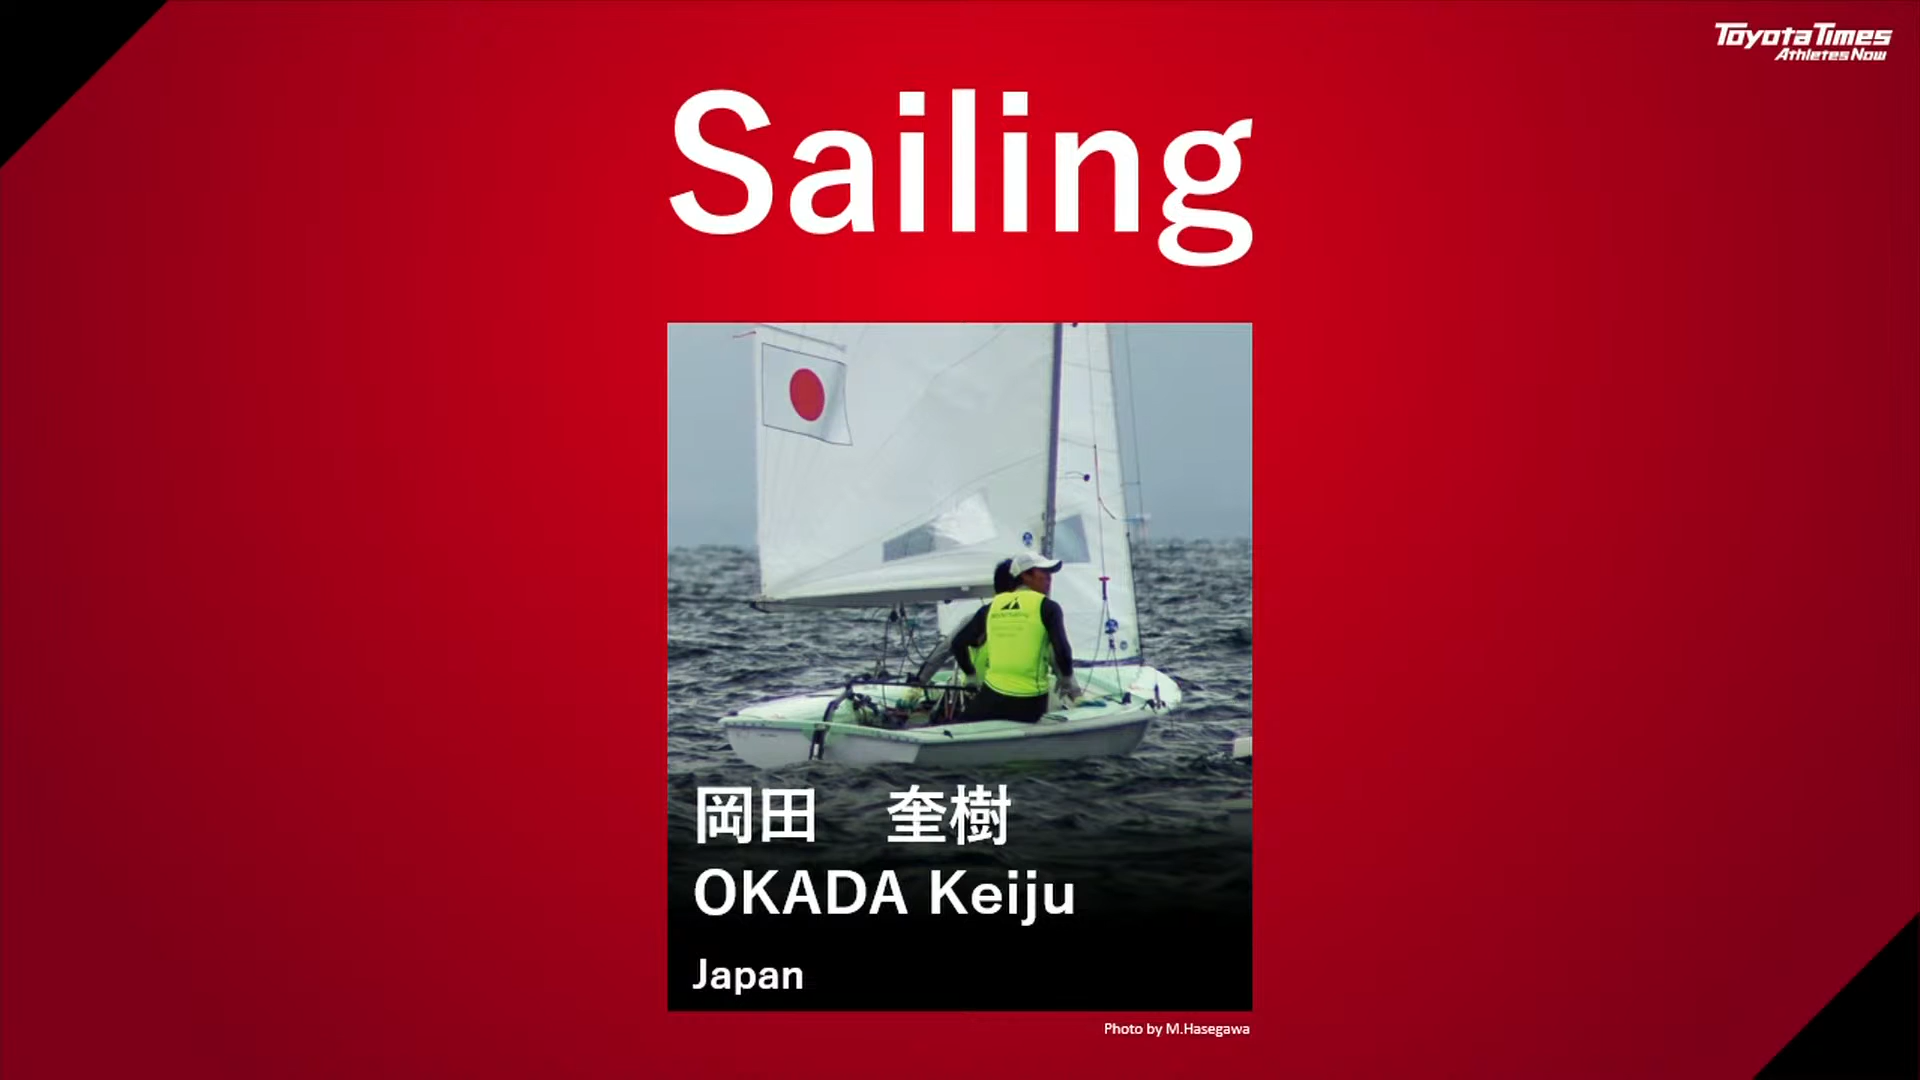 Toyota Times
Athletes Now
Sailing
岡田　奎樹
OKADA Keiju
Japan
Photo by M.Hasegawa